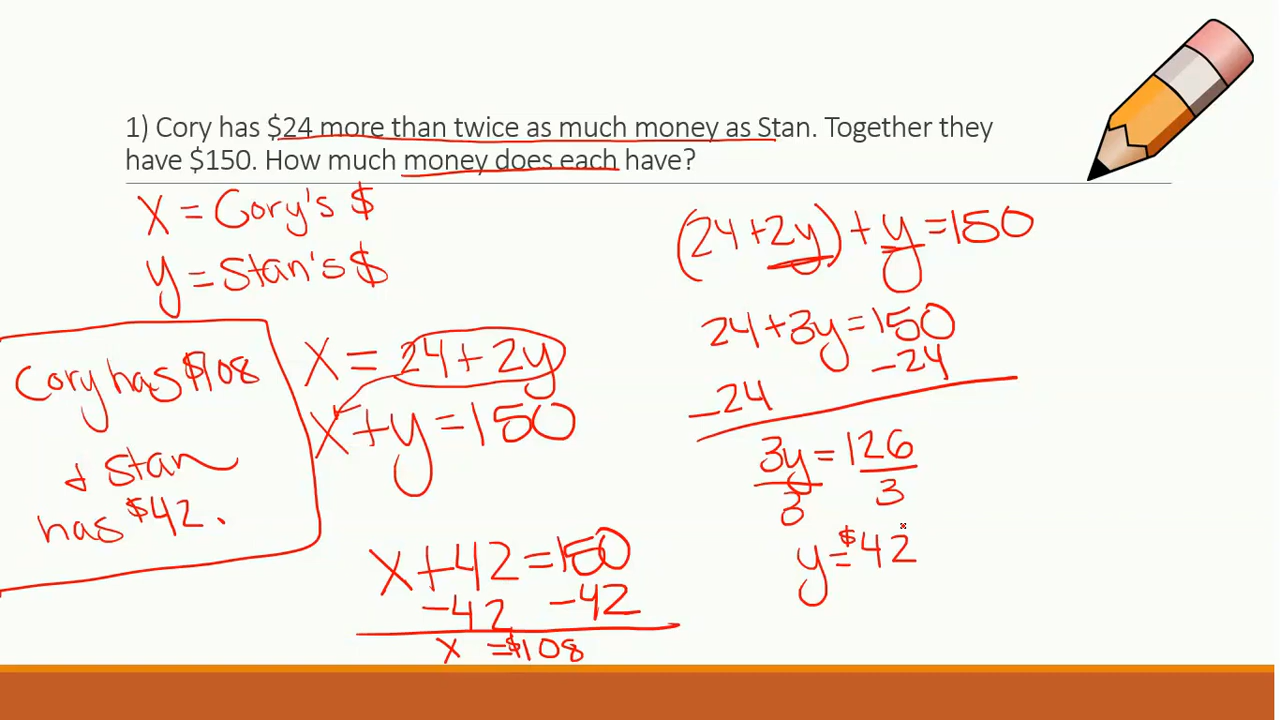 1) Cory has $24 more than twice as much money as Stan. Together they
have $150. How much money does each have?
x = Cory's $
y = Stan's $
x = 24 + 2y
x + y = 150
(24 + 2y) + y = 150
24 + 3y = 150
- 24
- 24
3y = 126
3 3
y = $42
x + 42 = 150
- 42 - 42
x = $108
Cory has $108
& Stan
has $42.